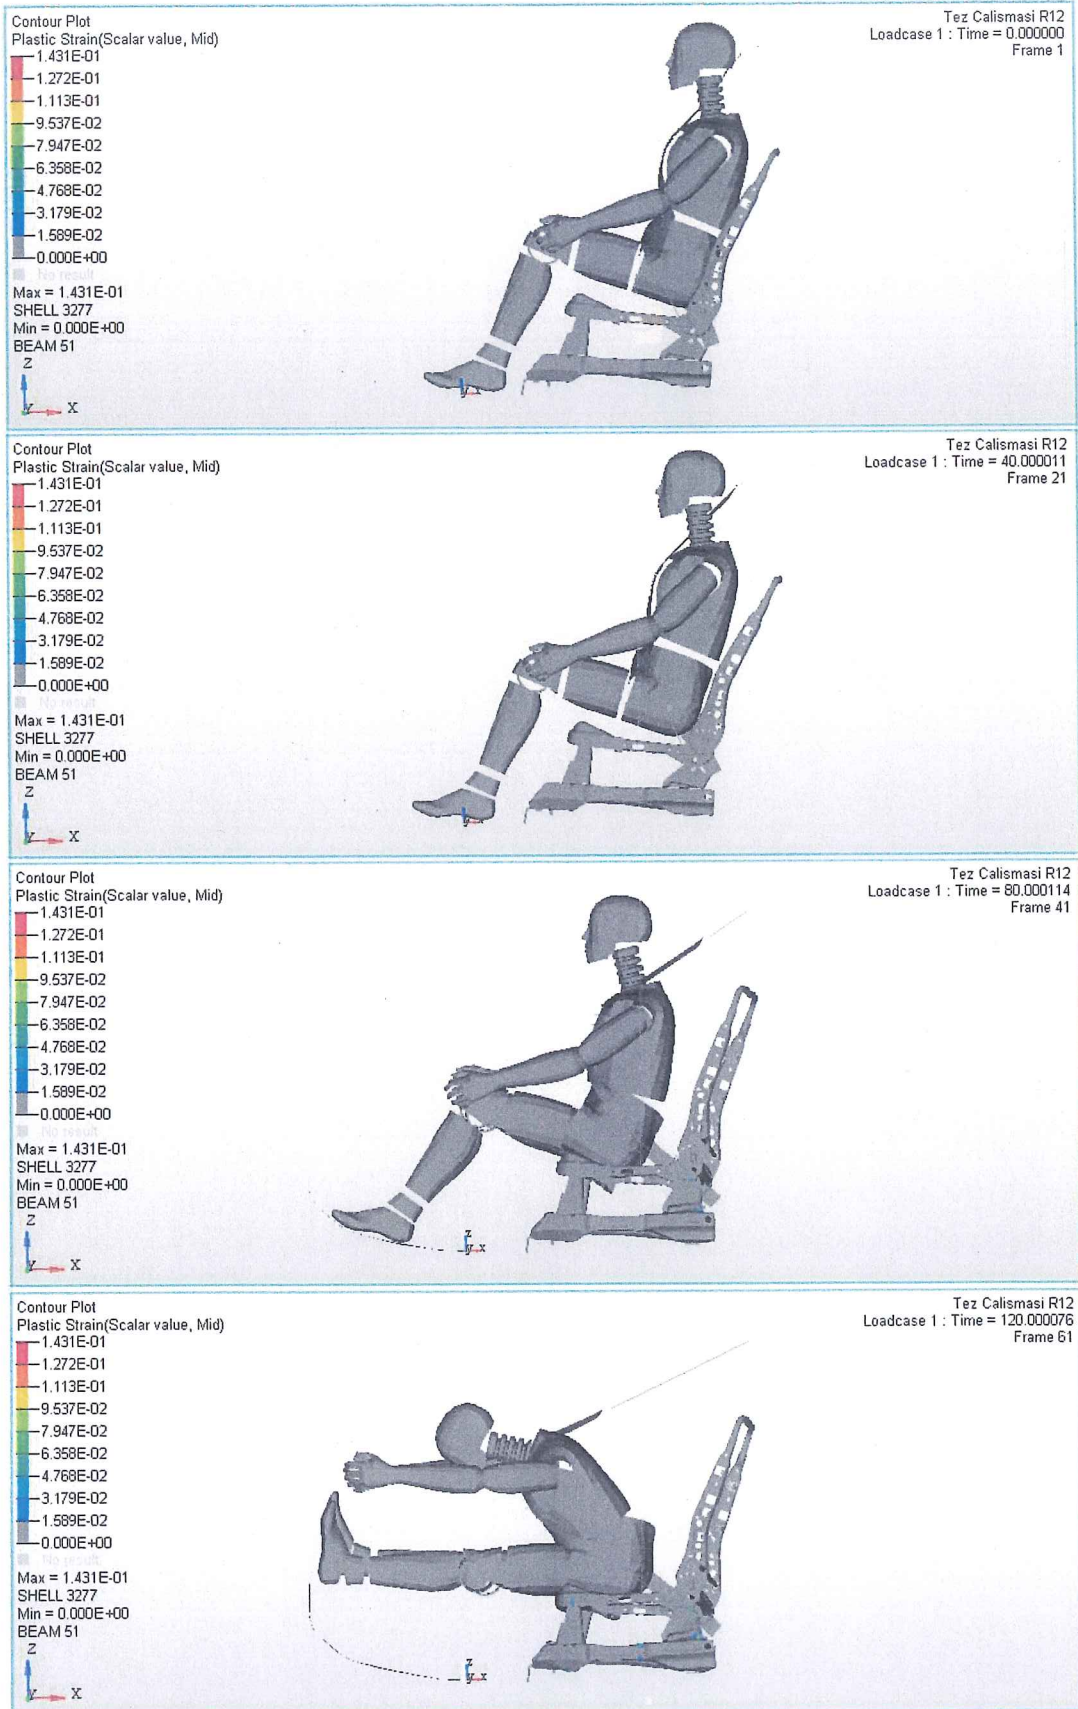 Contour Plot
Plastic Strain(Scalar value, Mid)
1.431E-01
1.272E-01
1.113E-01
9.537E-02
7.947E-02
6.358E-02
4.768E-02
3.179E-02
1.589E-02
0.000E+00
No result
Max = 1.431E-01
SHELL 3277
Min = 0.000E+00
BEAM 51
Z
Y X
Tez Calismasi R12
Loadcase 1 : Time = 0.000000
Frame 1
y x
Contour Plot
Plastic Strain(Scalar value, Mid)
1.431E-01
1.272E-01
1.113E-01
9.537E-02
7.947E-02
6.358E-02
4.768E-02
3.179E-02
1.589E-02
0.000E+00
No result
Max = 1.431E-01
SHELL 3277
Min = 0.000E+00
BEAM 51
Z
Y X
Tez Calismasi R12
Loadcase 1 : Time = 40.000011
Frame 21
y
Contour Plot
Plastic Strain(Scalar value, Mid)
1.431E-01
1.272E-01
1.113E-01
9.537E-02
7.947E-02
6.358E-02
4.768E-02
3.179E-02
1.589E-02
0.000E+00
No result
Max = 1.431E-01
SHELL 3277
Min = 0.000E+00
BEAM 51
Z
Y X
Tez Calismasi R12
Loadcase 1 : Time = 80.000114
Frame 41
z
y x
Contour Plot
Plastic Strain(Scalar value, Mid)
1.431E-01
1.272E-01
1.113E-01
9.537E-02
7.947E-02
6.358E-02
4.768E-02
3.179E-02
1.589E-02
0.000E+00
No result
Max = 1.431E-01
SHELL 3277
Min = 0.000E+00
BEAM 51
Z
Y X
Tez Calismasi R12
Loadcase 1 : Time = 120.000076
Frame 61
z
y x